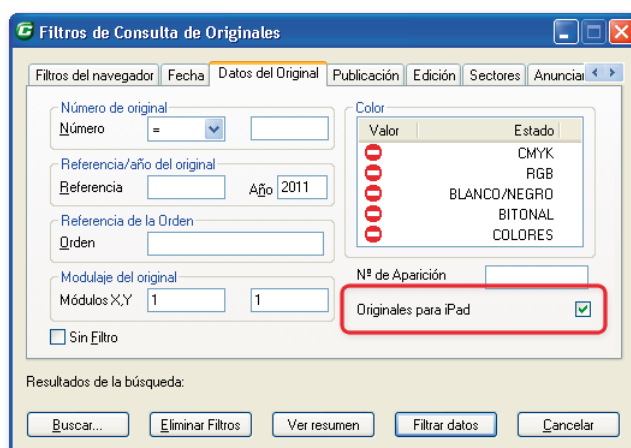 Filtros de Consulta de Originales
Filtros del navegador Fecha Datos del Original Publicación Edición Sectores Anuncian
Número de original
Número =
Referencia/año del original
Referencia Año 2011
Referencia de la Orden
Orden
Modulaje del original
Módulos X,Y 1 1
Sin Filtro
Color
Valor Estado
CMYK
RGB
BLANCO/NEGRO
BITONAL
COLORES
Nª de Aparición
Originales para iPad
Resultados de la búsqueda:
Buscar... Eliminar Filtros Ver resumen Filtrar datos Cancelar